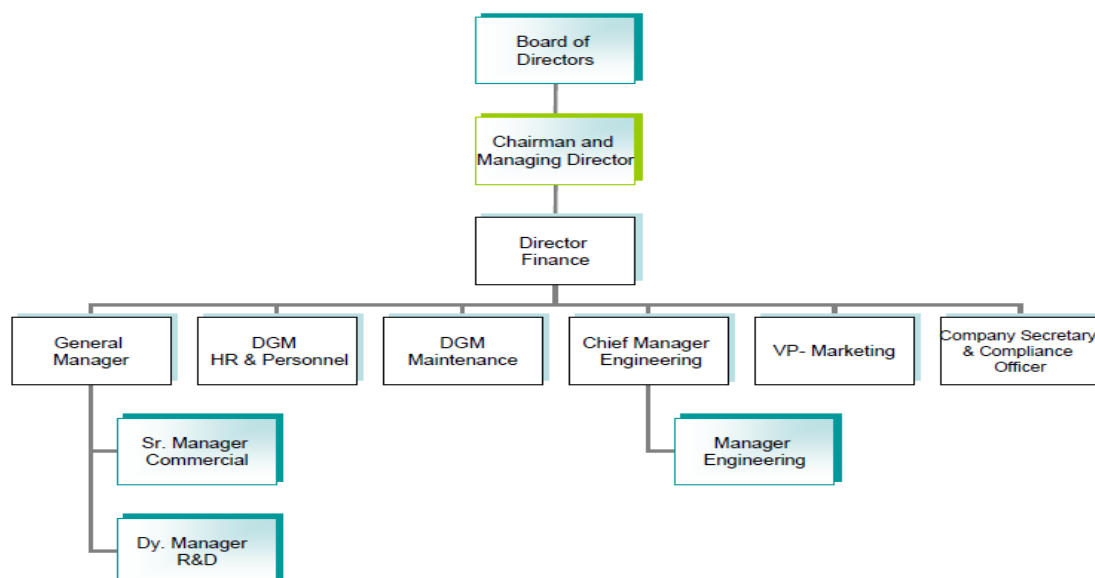 Board of
Directors
Chairman and
Managing Director
Director
Finance
General
Manager
DGM
HR & Personnel
DGM
Maintenance
Chief Manager
Engineering
VP- Marketing
Company Secretary
& Compliance
Officer
Sr. Manager
Commercial
Manager
Engineering
Dy. Manager
R&D